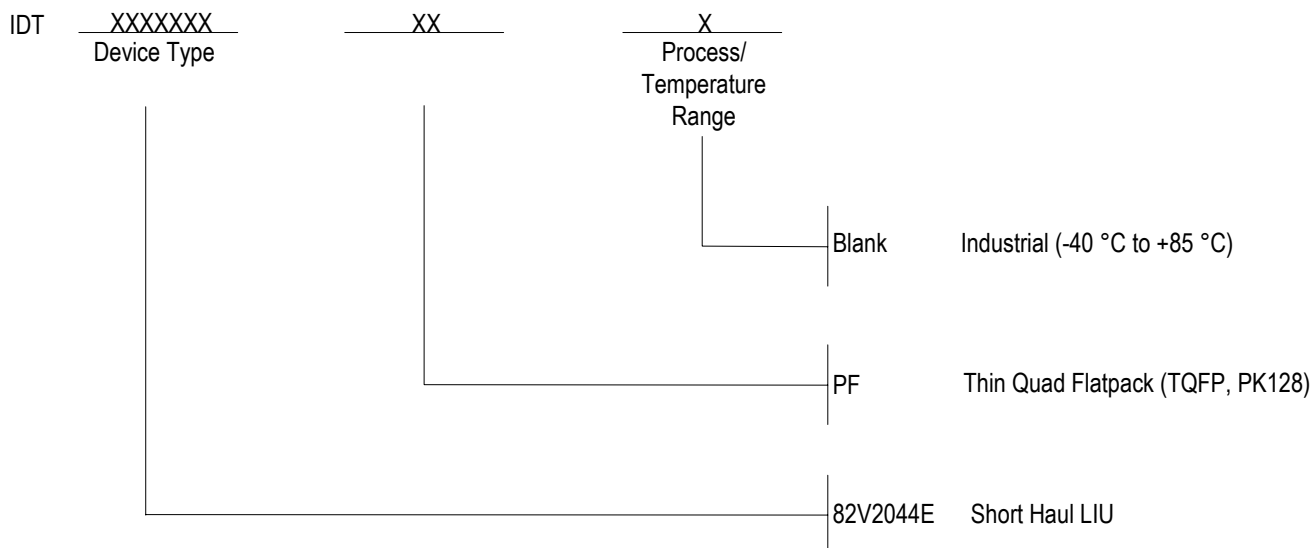 IDT XXXXXXX XX X
Device Type
Process/
Temperature
Range
Blank Industrial (-40 °C to +85 °C)
PF Thin Quad Flatpack (TQFP, PK128)
82V2044E Short Haul LIU